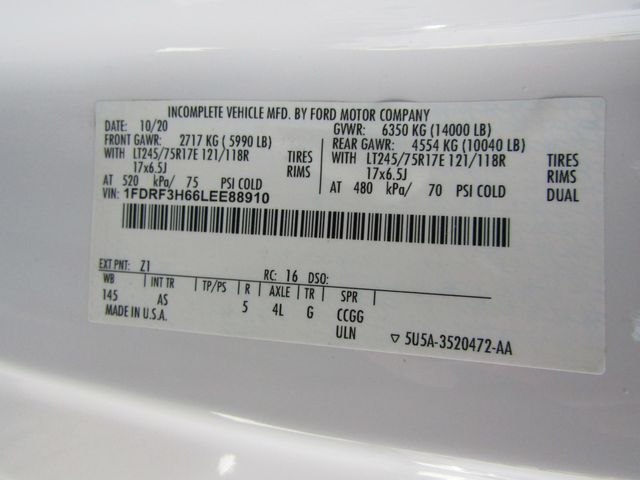 INCOMPLETE VEHICLE MFD. BY FORD MOTOR COMPANY
DATE: 10/20 GVWR: 6350 KG (14000 LB)
FRONT GAWR: 2717 KG ( 5990 LB) REAR GAWR: 4554 KG (10040 LB)
WITH LT245/75R17E 121/118R TIRES WITH LT245/75R17E 121/118R TIRES
17x6.5J RIMS 17x6.5J RIMS
AT 520 kPa/ 75 PSI COLD AT 480 kPa/ 70 PSI COLD DUAL
VIN: 1FDRF3H66LEE88910
EXT PNT: Z1 RC: 16 DSO:
WB INT TR TP/PS R AXLE TR SPR
145 AS 5 4L G CCGG
MADE IN U.S.A. ULN ▽ 5U5A-3520472-AA